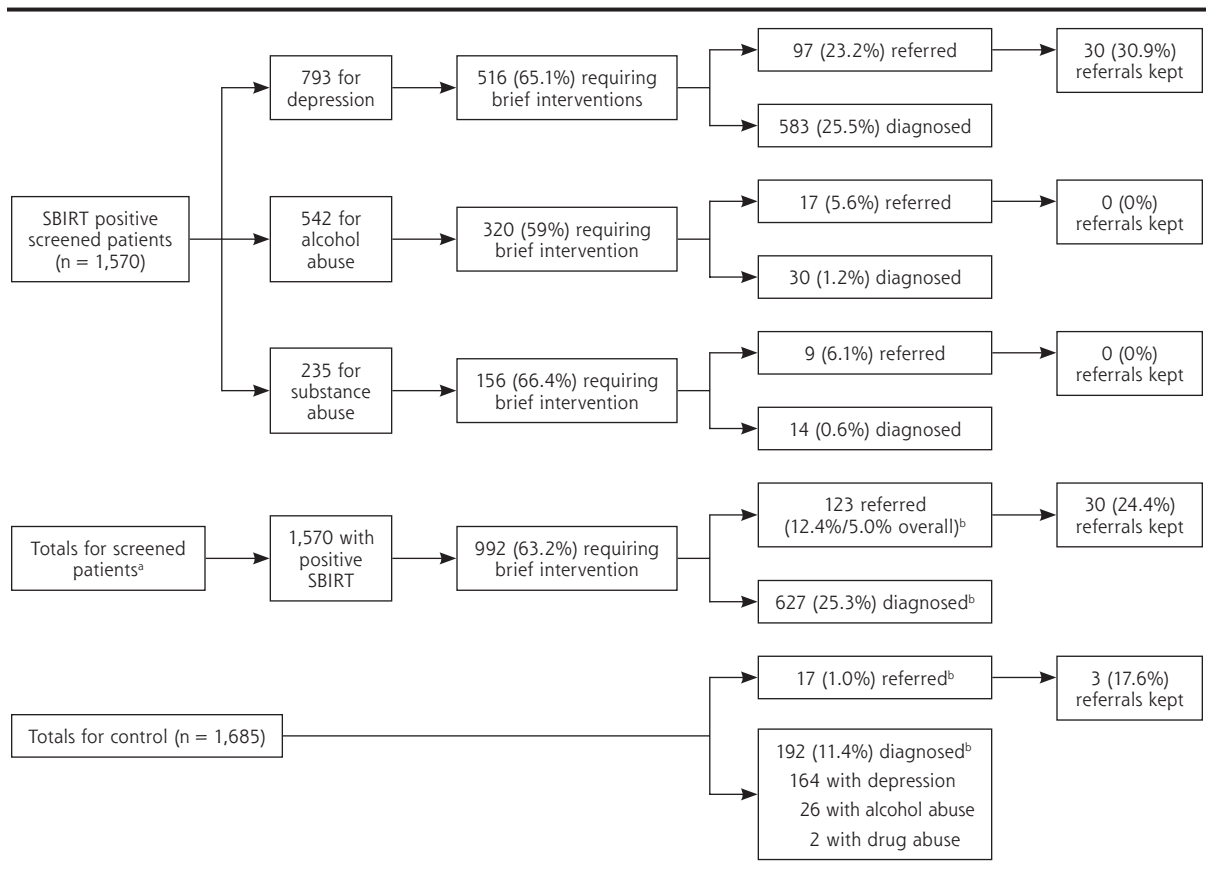 793 for
depression
516 (65.1%) requiring
brief interventions
97 (23.2%) referred
30 (30.9%)
referrals kept
583 (25.5%) diagnosed
SBIRT positive
screened patients
(n = 1,570)
542 for
alcohol
abuse
320 (59%) requiring
brief intervention
17 (5.6%) referred
0 (0%)
referrals kept
30 (1.2%) diagnosed
235 for
substance
abuse
156 (66.4%) requiring
brief intervention
9 (6.1%) referred
0 (0%)
referrals kept
14 (0.6%) diagnosed
Totals for screened
patientsᵃ
1,570 with
positive
SBIRT
992 (63.2%) requiring
brief intervention
123 referred
(12.4%/5.0% overall)ᵇ
30 (24.4%)
referrals kept
627 (25.3%) diagnosedᵇ
Totals for control (n = 1,685)
17 (1.0%) referredᵇ
3 (17.6%)
referrals kept
192 (11.4%) diagnosedᵇ
164 with depression
26 with alcohol abuse
2 with drug abuse